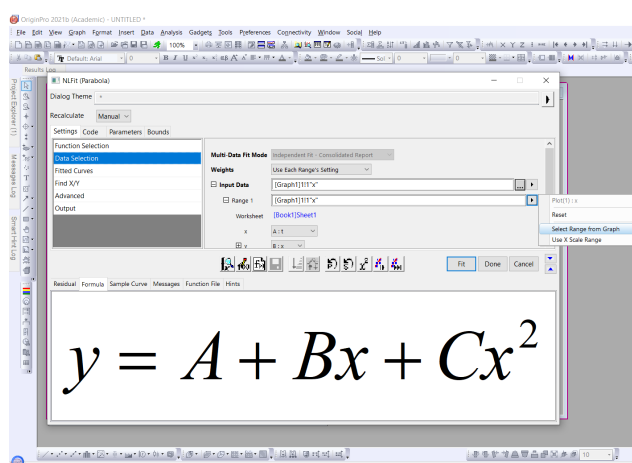 OriginPro 2021b (Academic) - UNTITLED *
File Edit View Graph Format Insert Data Analysis Gadgets Tools Preferences Connectivity Window Social Help
100%
Tr Default: Arial 0 B I U
Sol 0 0
Results Log
Project Explorer (1)
Messages Log
Smart Hint Log
NLFit (Parabola)
Dialog Theme *
Recalculate Manual
Settings Code Parameters Bounds
Function Selection
Data Selection
Fitted Curves
Find X/Y
Advanced
Output
Multi-Data Fit Mode Independent Fit - Consolidated Report
Weights Use Each Range's Setting
Input Data [Graph1]1!1"x"
Range 1 [Graph1]1!1"x"
Worksheet [Book1]Sheet1
x A : t
y B : x
Plot(1) : x
Reset
Select Range from Graph
Use X Scale Range
Fit Done Cancel
Residual Formula Sample Curve Messages Function File Hints
y = A + Bx + Cx²
10